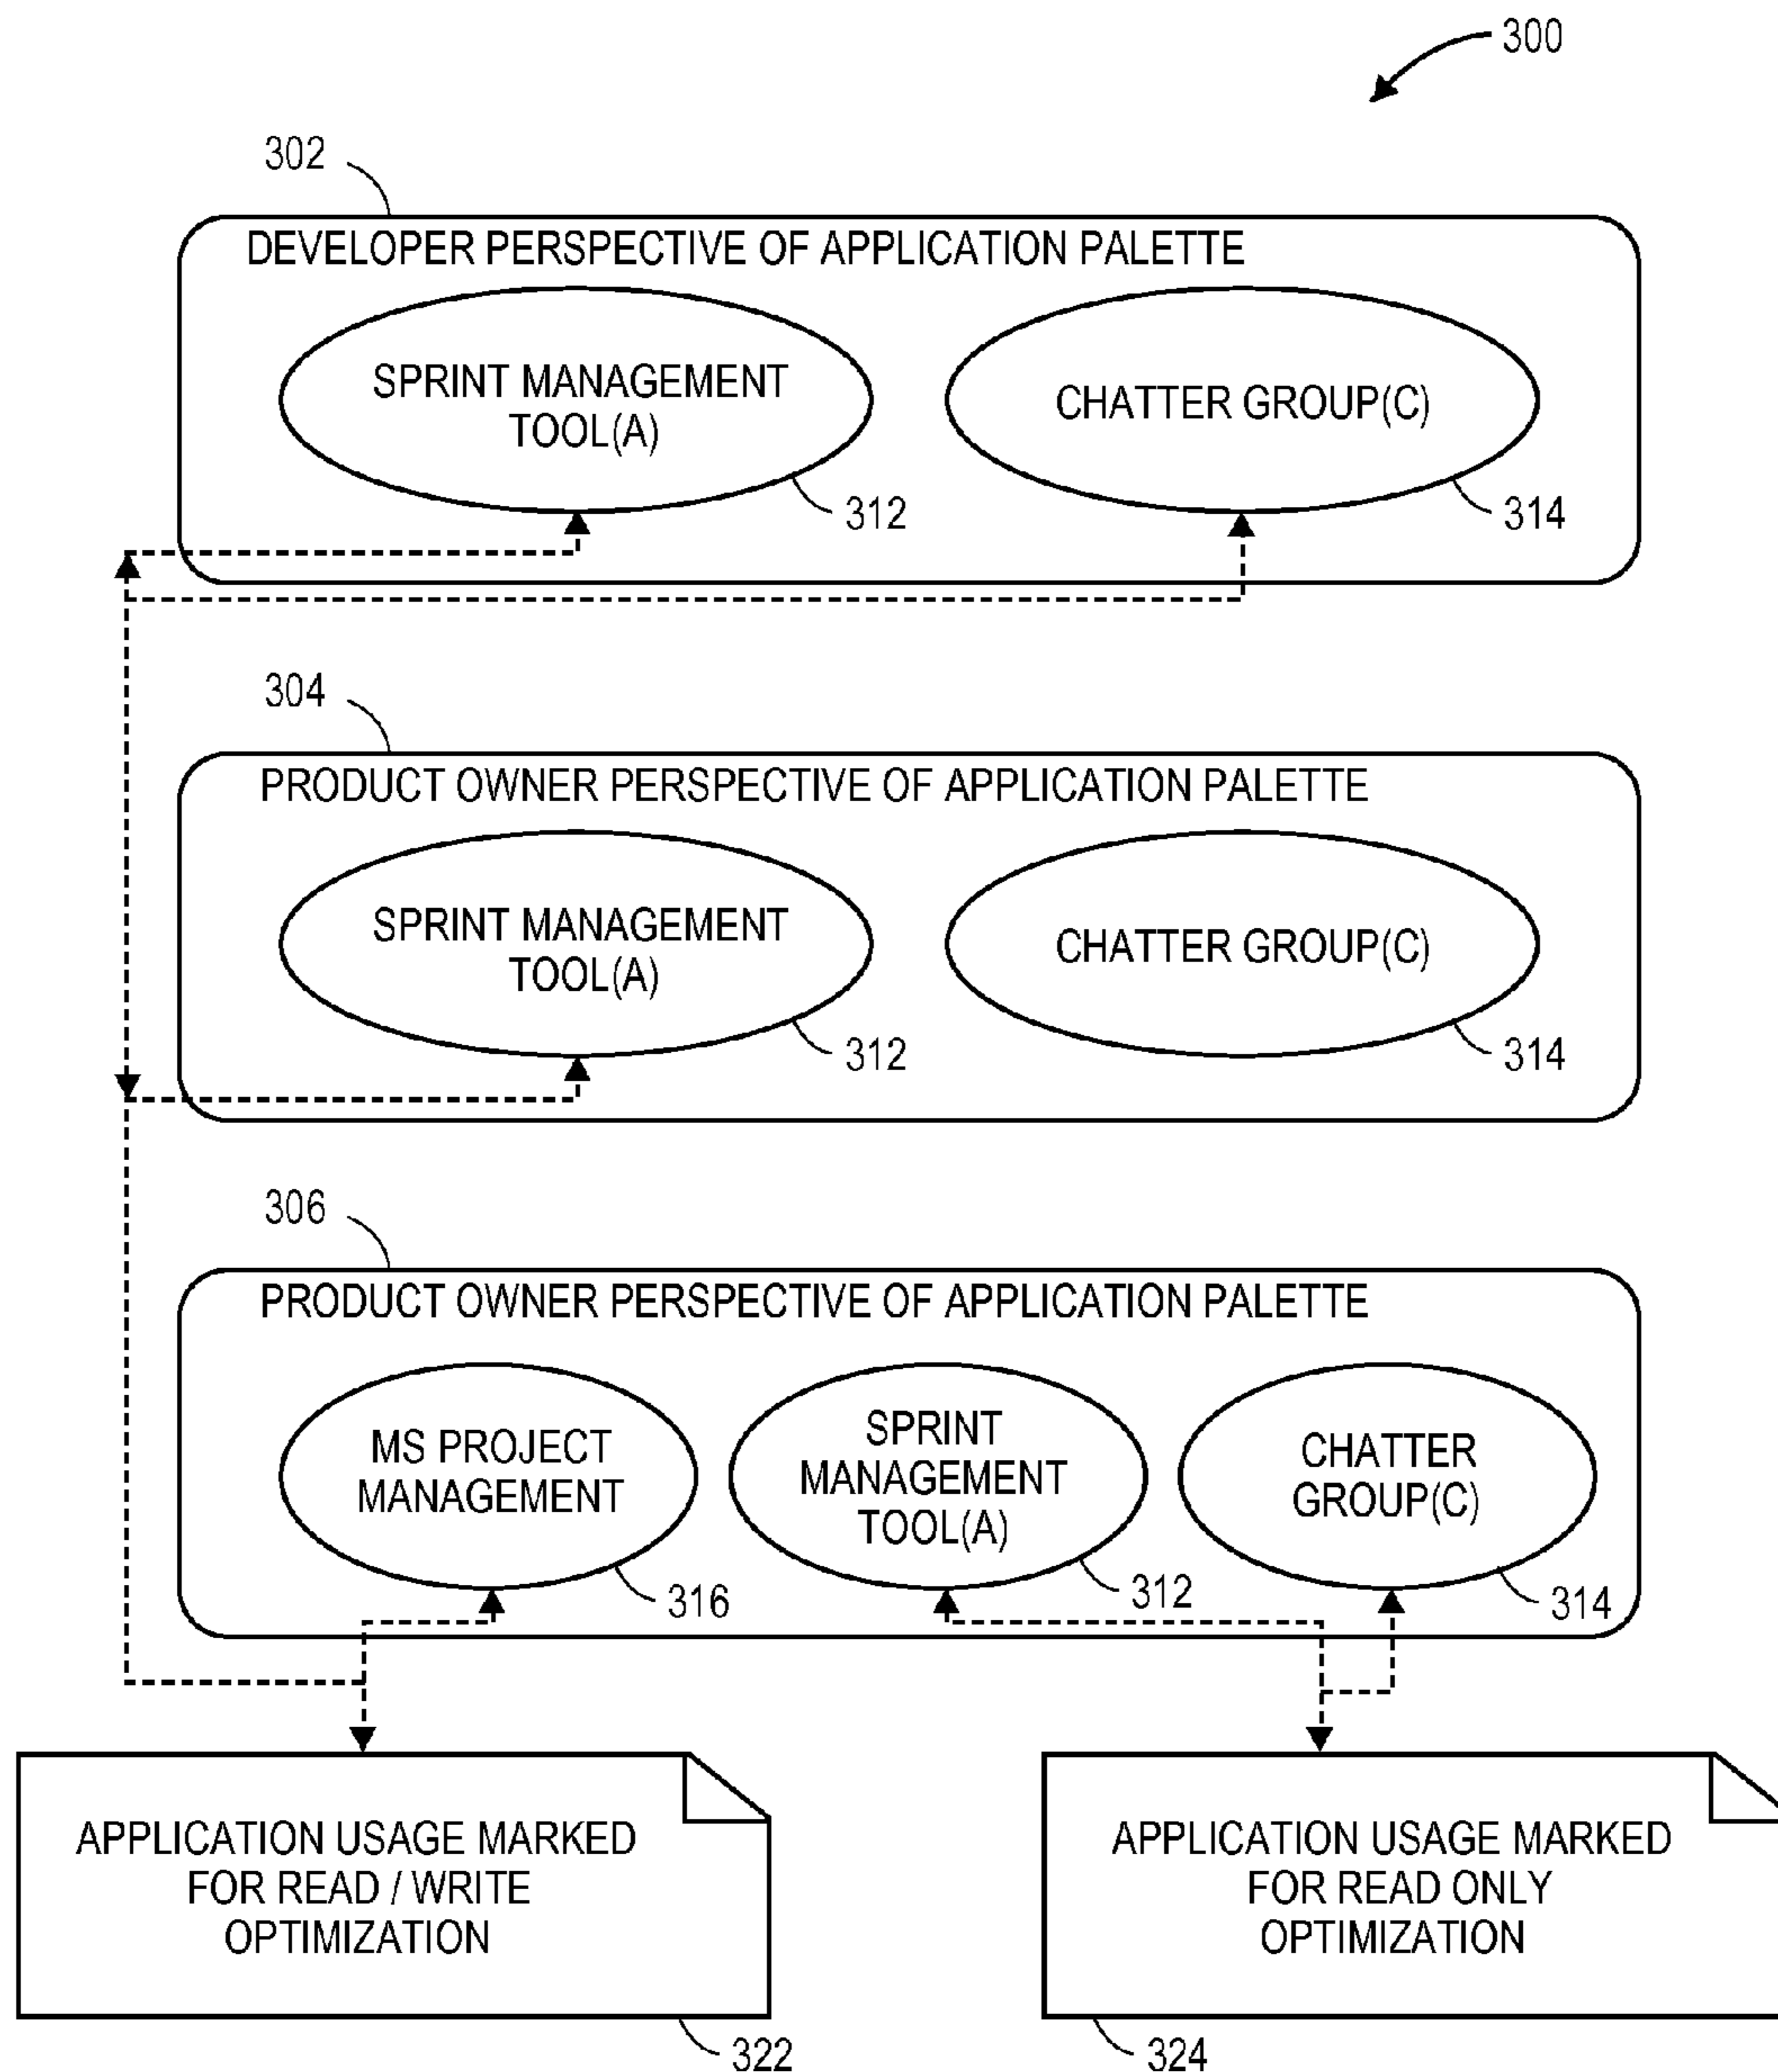 300
302
DEVELOPER PERSPECTIVE OF APPLICATION PALETTE
SPRINT MANAGEMENT
TOOL(A)
312
CHATTER GROUP(C)
314
304
PRODUCT OWNER PERSPECTIVE OF APPLICATION PALETTE
SPRINT MANAGEMENT
TOOL(A)
312
CHATTER GROUP(C)
314
306
PRODUCT OWNER PERSPECTIVE OF APPLICATION PALETTE
MS PROJECT
MANAGEMENT
316
SPRINT
MANAGEMENT
TOOL(A)
312
CHATTER
GROUP(C)
314
APPLICATION USAGE MARKED
FOR READ / WRITE
OPTIMIZATION
322
APPLICATION USAGE MARKED
FOR READ ONLY
OPTIMIZATION
324